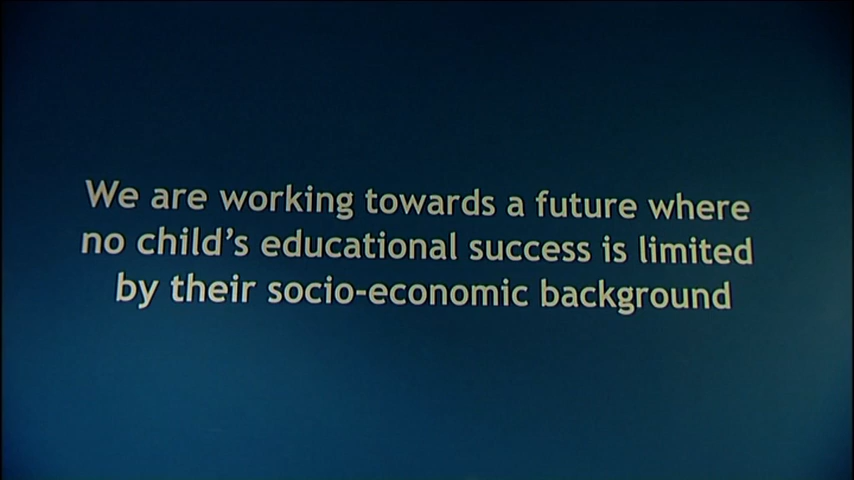 We are working towards a future where
no child’s educational success is limited
by their socio-economic background